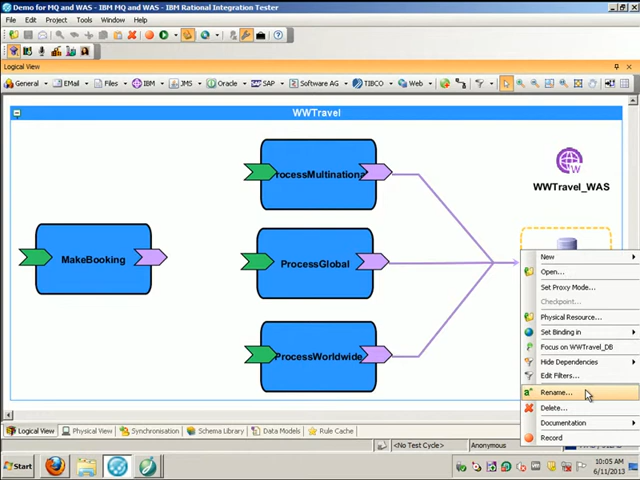 Demo for MQ and WAS - IBM MQ and WAS - IBM Rational Integration Tester
File Edit Project Tools Window Help
Logical View
General EMail Files IBM JMS Oracle SAP Software AG TIBCO Web
WWTravel
ProcessMultinationa
WWTravel_WAS
MakeBooking
ProcessGlobal
ProcessWorldwide
New
Open...
Set Proxy Mode...
Checkpoint...
Physical Resource...
Set Binding in
Focus on WWTravel_DB
Hide Dependencies
Edit Filters...
Rename...
Delete...
Documentation
Record
Logical View Physical View Synchronisation Schema Library Data Models Rule Cache
<No Test Cycle> Anonymous
Start
10:05 AM
6/11/2013